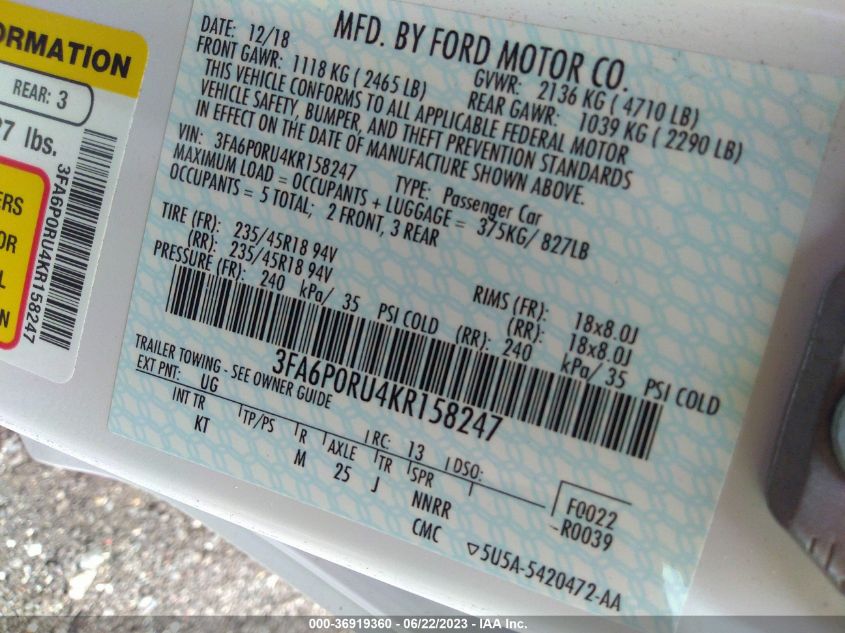 ORMATION
REAR: 3
27 lbs.
ERS
OR
L
N
3FA6P0RU4KR158247
DATE: 12/18
MFD. BY FORD MOTOR CO.
FRONT GAWR: 1118 KG ( 2465 LB)
GVWR: 2136 KG ( 4710 LB)
REAR GAWR: 1039 KG ( 2290 LB)
THIS VEHICLE CONFORMS TO ALL APPLICABLE FEDERAL MOTOR
VEHICLE SAFETY, BUMPER, AND THEFT PREVENTION STANDARDS
IN EFFECT ON THE DATE OF MANUFACTURE SHOWN ABOVE.
VIN: 3FA6P0RU4KR158247
TYPE: Passenger Car
MAXIMUM LOAD = OCCUPANTS + LUGGAGE = 375KG/ 827LB
OCCUPANTS = 5 TOTAL; 2 FRONT, 3 REAR
TIRE (FR): 235/45R18 94V
RIMS (FR): 18x8.0J
(RR): 235/45R18 94V
(RR): 18x8.0J
PRESSURE (FR): 240 kPa/ 35 PSI COLD (RR): 240 kPa/ 35 PSI COLD
3FA6P0RU4KR158247
TRAILER TOWING - SEE OWNER GUIDE
EXT PNT: UG RC: 13 DSO:
INT TR TP/PS R AXLE TR SPR
KT M 25 J NNRR
CMC
F0022
R0039
▽5U5A-5420472-AA
000-36919360 - 06/22/2023 - IAA Inc.